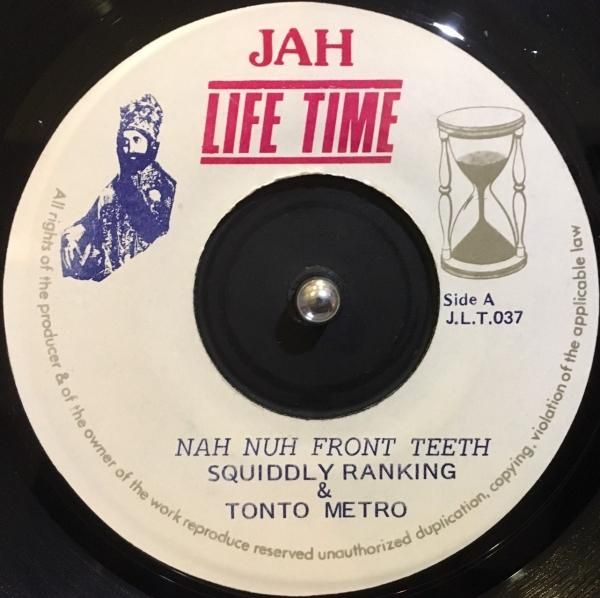 JAH
LIFE TIME
Side A
J.L.T.037
NAH NUH FRONT TEETH
SQUIDDLY RANKING
&
TONTO METRO
All rights of the producer & of the owner of the work reproduce reserved unauthorized duplication, copying, violation of the applicable law